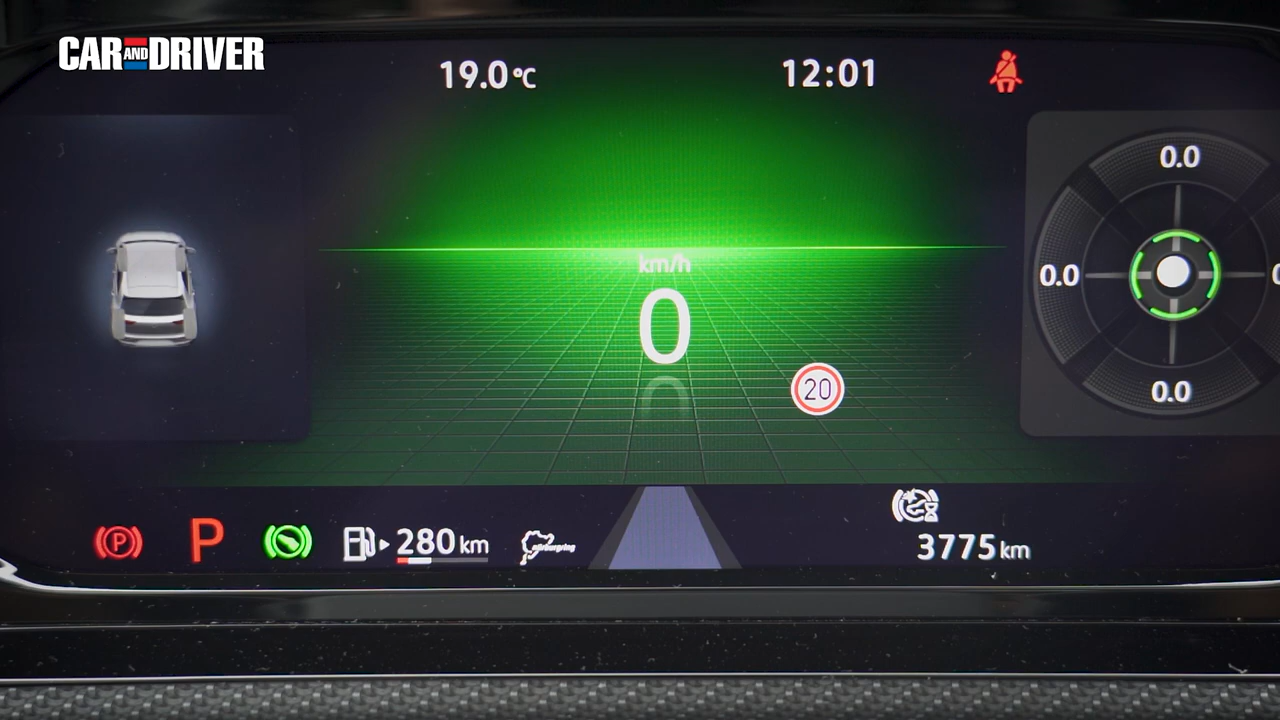 CAR AND DRIVER
19.0°C
12:01
0.0
km/h
0
0.0
20
0.0
P
P
280 km
nürburgring
3775 km